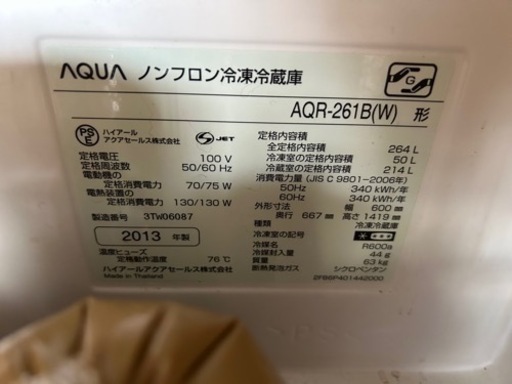 AQUA ノンフロン冷凍冷蔵庫
AQR-261B(W) 形
G
PSE
ハイアール
アクアセールス株式会社
S JET
定格電圧 100 V
定格周波数 50/60 Hz
電動機の
定格消費電力 70/75 W
電熱装置の
定格消費電力 130/130 W
製造番号 3TW06087
2013 年製
温度ヒューズ
定格動作温度 76℃
ハイアールアクアセールス株式会社
Made in Thailand
定格内容積
全定格内容積 264 L
冷凍室の定格内容積 50 L
冷蔵室の定格内容積 214 L
消費電力量 (JIS C 9801-2006年)
50Hz 340 kWh/年
60Hz 340 kWh/年
外形寸法 幅 600 mm
奥行 667 mm 高さ 1419 mm
種類 冷凍冷蔵庫
冷凍室の記号
冷媒名 R600a
冷媒封入量 44 g
質量 63 kg
断熱発泡ガス シクロペンタン